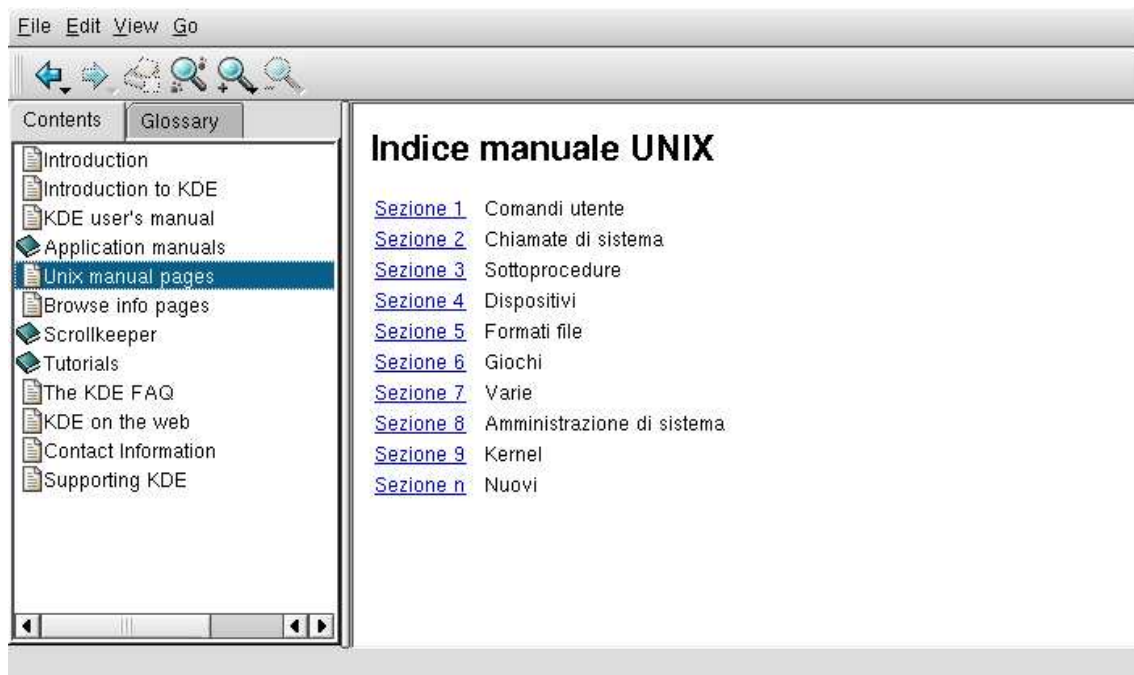 File Edit View Go
Contents Glossary
Introduction
Introduction to KDE
KDE user's manual
Application manuals
Unix manual pages
Browse info pages
Scrollkeeper
Tutorials
The KDE FAQ
KDE on the web
Contact Information
Supporting KDE
Indice manuale UNIX
Sezione 1 Comandi utente
Sezione 2 Chiamate di sistema
Sezione 3 Sottoprocedure
Sezione 4 Dispositivi
Sezione 5 Formati file
Sezione 6 Giochi
Sezione 7 Varie
Sezione 8 Amministrazione di sistema
Sezione 9 Kernel
Sezione n Nuovi